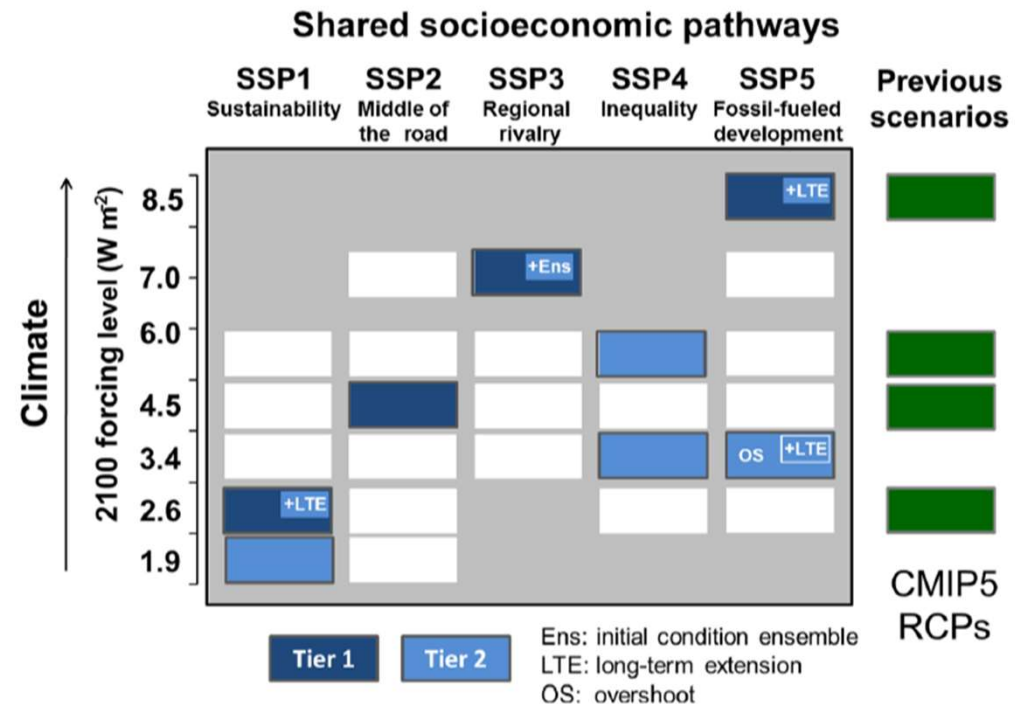 Shared socioeconomic pathways
SSP1 SSP2 SSP3 SSP4 SSP5 Previous
Sustainability Middle of Regional Inequality Fossil-fueled scenarios
the road rivalry development
Climate
2100 forcing level (W m²)
8.5 +LTE
7.0 +Ens
6.0
4.5
3.4 OS +LTE
2.6 +LTE
1.9
CMIP5
RCPs
Tier 1 Tier 2
Ens: initial condition ensemble
LTE: long-term extension
OS: overshoot